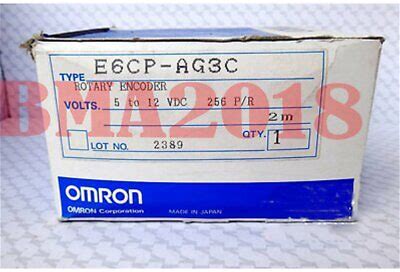 TYPE E6CP-AG3C
ROTARY ENCODER
VOLTS. 5 to 12 VDC 256 P/R
2m
LOT NO. 2389 QTY. 1
BMA2018
OMRON
OMRON Corporation MADE IN JAPAN